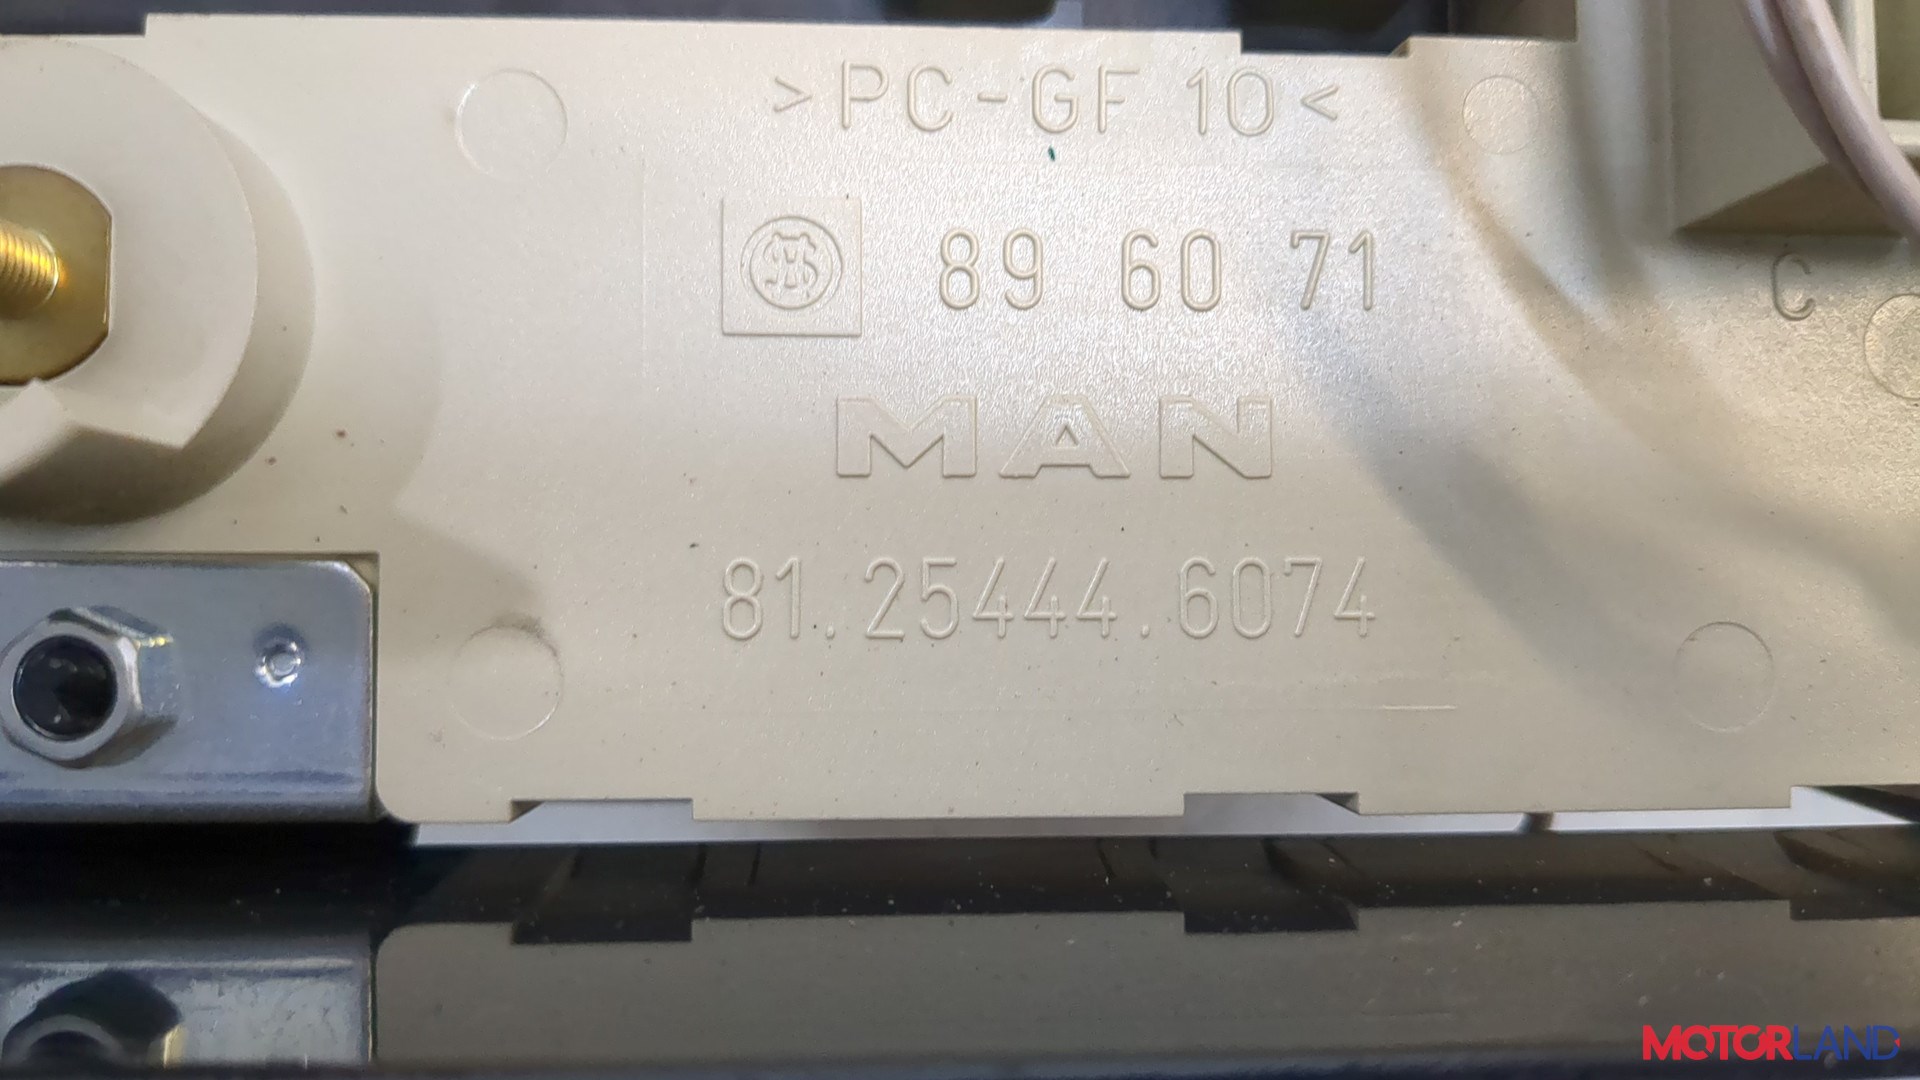 >PC-GF 10<
89 60 71
MAN
C
81.25444.6074
MOTORLAND